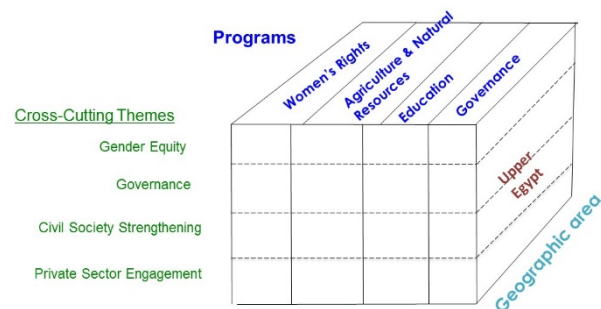 Programs
Women's Rights
Agriculture & Natural
Resources
Education
Governance
Cross-Cutting Themes
Gender Equity
Governance
Civil Society Strengthening
Private Sector Engagement
Upper
Egypt
Geographic area